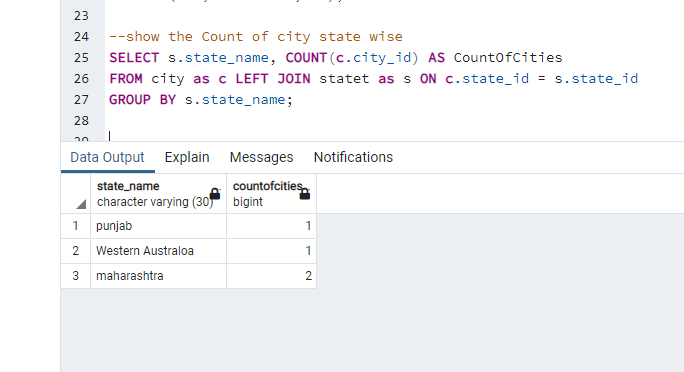 23
24 --show the Count of city state wise
25 SELECT s.state_name, COUNT(c.city_id) AS CountOfCities
26 FROM city as c LEFT JOIN statet as s ON c.state_id = s.state_id
27 GROUP BY s.state_name;
28
Data Output Explain Messages Notifications
state_name countofcities
character varying (30) bigint
1 punjab 1
2 Western Australoa 1
3 maharashtra 2